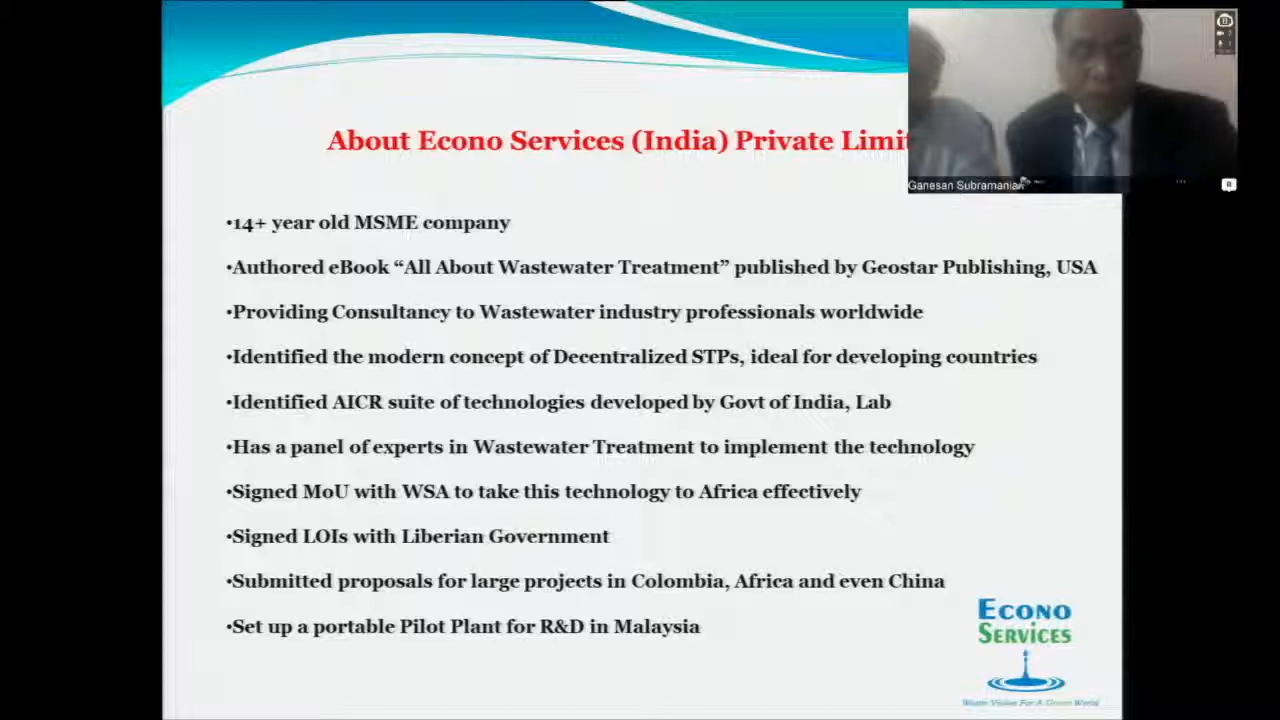 About Econo Services (India) Private Limit
Ganesan Subramanian
•14+ year old MSME company
•Authored eBook “All About Wastewater Treatment” published by Geostar Publishing, USA
•Providing Consultancy to Wastewater industry professionals worldwide
•Identified the modern concept of Decentralized STPs, ideal for developing countries
•Identified AICR suite of technologies developed by Govt of India, Lab
•Has a panel of experts in Wastewater Treatment to implement the technology
•Signed MoU with WSA to take this technology to Africa effectively
•Signed LOIs with Liberian Government
•Submitted proposals for large projects in Colombia, Africa and even China
•Set up a portable Pilot Plant for R&D in Malaysia
ECONO
SERVICES
For A Green World